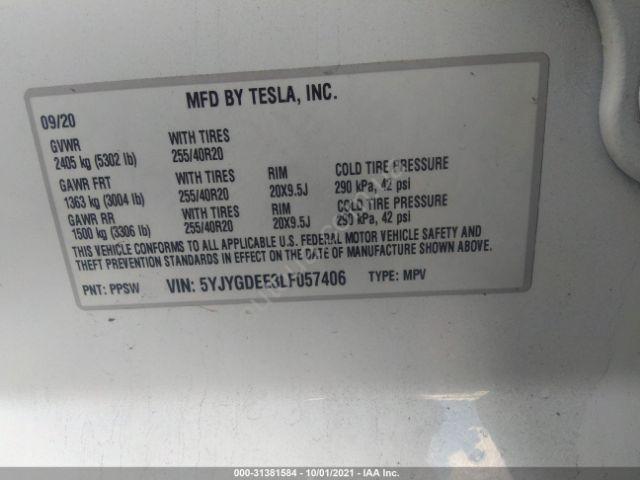 MFD BY TESLA, INC.
09/20
GVWR WITH TIRES
2405 kg (5302 lb) 255/40R20
GAWR FRT WITH TIRES RIM COLD TIRE PRESSURE
1363 kg (3004 lb) 255/40R20 20X9.5J 290 kPa, 42 psi
GAWR RR WITH TIRES RIM COLD TIRE PRESSURE
1500 kg (3306 lb) 255/40R20 20X9.5J 290 kPa, 42 psi
THIS VEHICLE CONFORMS TO ALL APPLICABLE U.S. FEDERAL MOTOR VEHICLE SAFETY AND
THEFT PREVENTION STANDARDS IN EFFECT ON THE DATE OF MANUFACTURE SHOWN ABOVE.
PNT: PPSW VIN: 5YJYGDEE3LF057406 TYPE: MPV
000-31381584 - 10/01/2021 - IAA Inc.